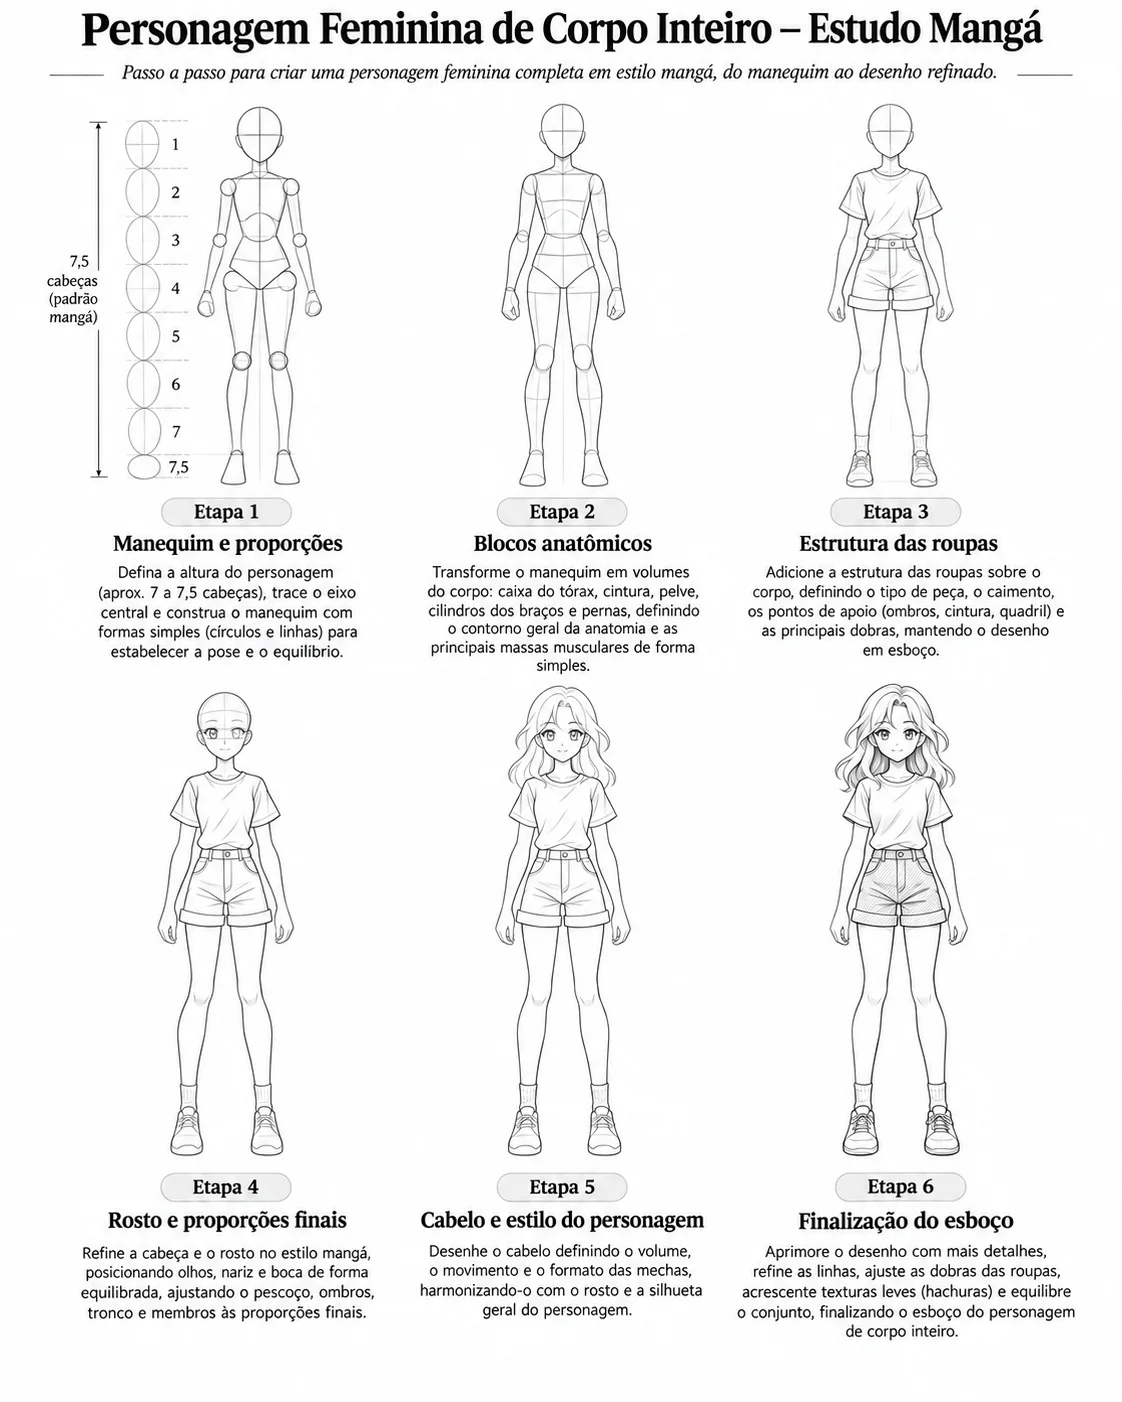 Personagem Feminina de Corpo Inteiro – Estudo Mangá
Passo a passo para criar uma personagem feminina completa em estilo mangá, do manequim ao desenho refinado.
1
2
3
4
5
6
7
7,5
7,5
cabeças
(padrão
mangá)
Etapa 1
Manequim e proporções
Defina a altura do personagem
(aprox. 7 a 7,5 cabeças), trace o eixo
central e construa o manequim com
formas simples (círculos e linhas) para
estabelecer a pose e o equilíbrio.
Etapa 2
Blocos anatômicos
Transforme o manequim em volumes
do corpo: caixa do tórax, cintura, pelve,
cilindros dos braços e pernas, definindo
o contorno geral da anatomia e as
principais massas musculares de forma
simples.
Etapa 3
Estrutura das roupas
Adicione a estrutura das roupas sobre o
corpo, definindo o tipo de peça, o caimento,
os pontos de apoio (ombros, cintura, quadril) e
as principais dobras, mantendo o desenho
em esboço.
Etapa 4
Rosto e proporções finais
Refine a cabeça e o rosto no estilo mangá,
posicionando olhos, nariz e boca de forma
equilibrada, ajustando o pescoço, ombros,
tronco e membros às proporções finais.
Etapa 5
Cabelo e estilo do personagem
Desenhe o cabelo definindo o volume,
o movimento e o formato das mechas,
harmonizando-o com o rosto e a silhueta
geral do personagem.
Etapa 6
Finalização do esboço
Aprimore o desenho com mais detalhes,
refine as linhas, ajuste as dobras das roupas,
acrescente texturas leves (hachuras) e equilibre
o conjunto, finalizando o esboço do personagem
de corpo inteiro.